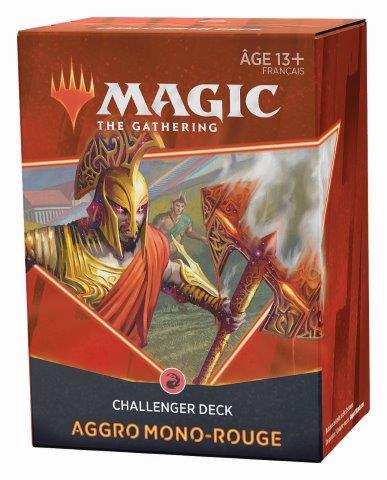 ÂGE 13+
FRANÇAIS
MAGIC
THE GATHERING
CHALLENGER DECK
AGGRO MONO-ROUGE